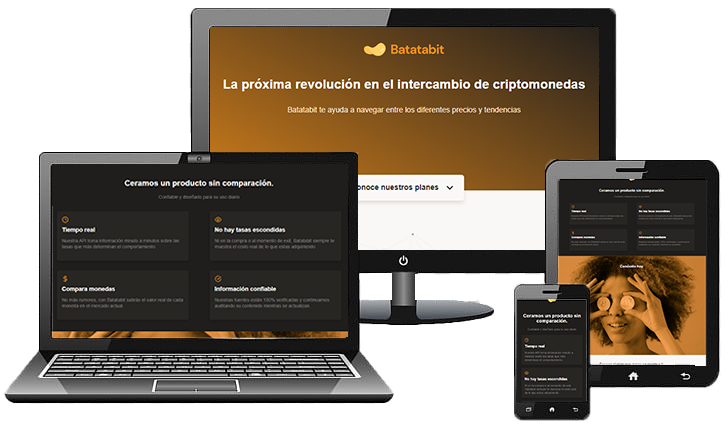 Batatabit
La próxima revolución en el intercambio de criptomonedas
Batatabit te ayuda a navegar entre los diferentes precios y tendencias
onoce nuestros planes
Ceramos un producto sin comparación.
Confiable y diseñado para su uso diario
Tiempo real
Nuestra API toma información minuto a minutos sobre las
tasas que más determinan el comportamiento.
No hay tasas escondidas
Ni en la compra o al momento de exit, Batatabit siempre te
muestra el costo real de lo que estas adquiriendo.
Compara monedas
No más rumores, con Batatabit sabrás el valor real de cada
moneda en el mercado actual.
Información confiable
Nuestras fuentes están 100% verificadas y continuamos
auditando su contenido mientras se actualizan.
Ceramos un producto sin comparación.
Tiempo real
No hay tasas escondidas
Compara monedas
Información confiable
Conócelo hoy
Ceramos un producto sin
comparación.
Confiable y diseñado para su uso diario
Tiempo real
No hay tasas escondidas